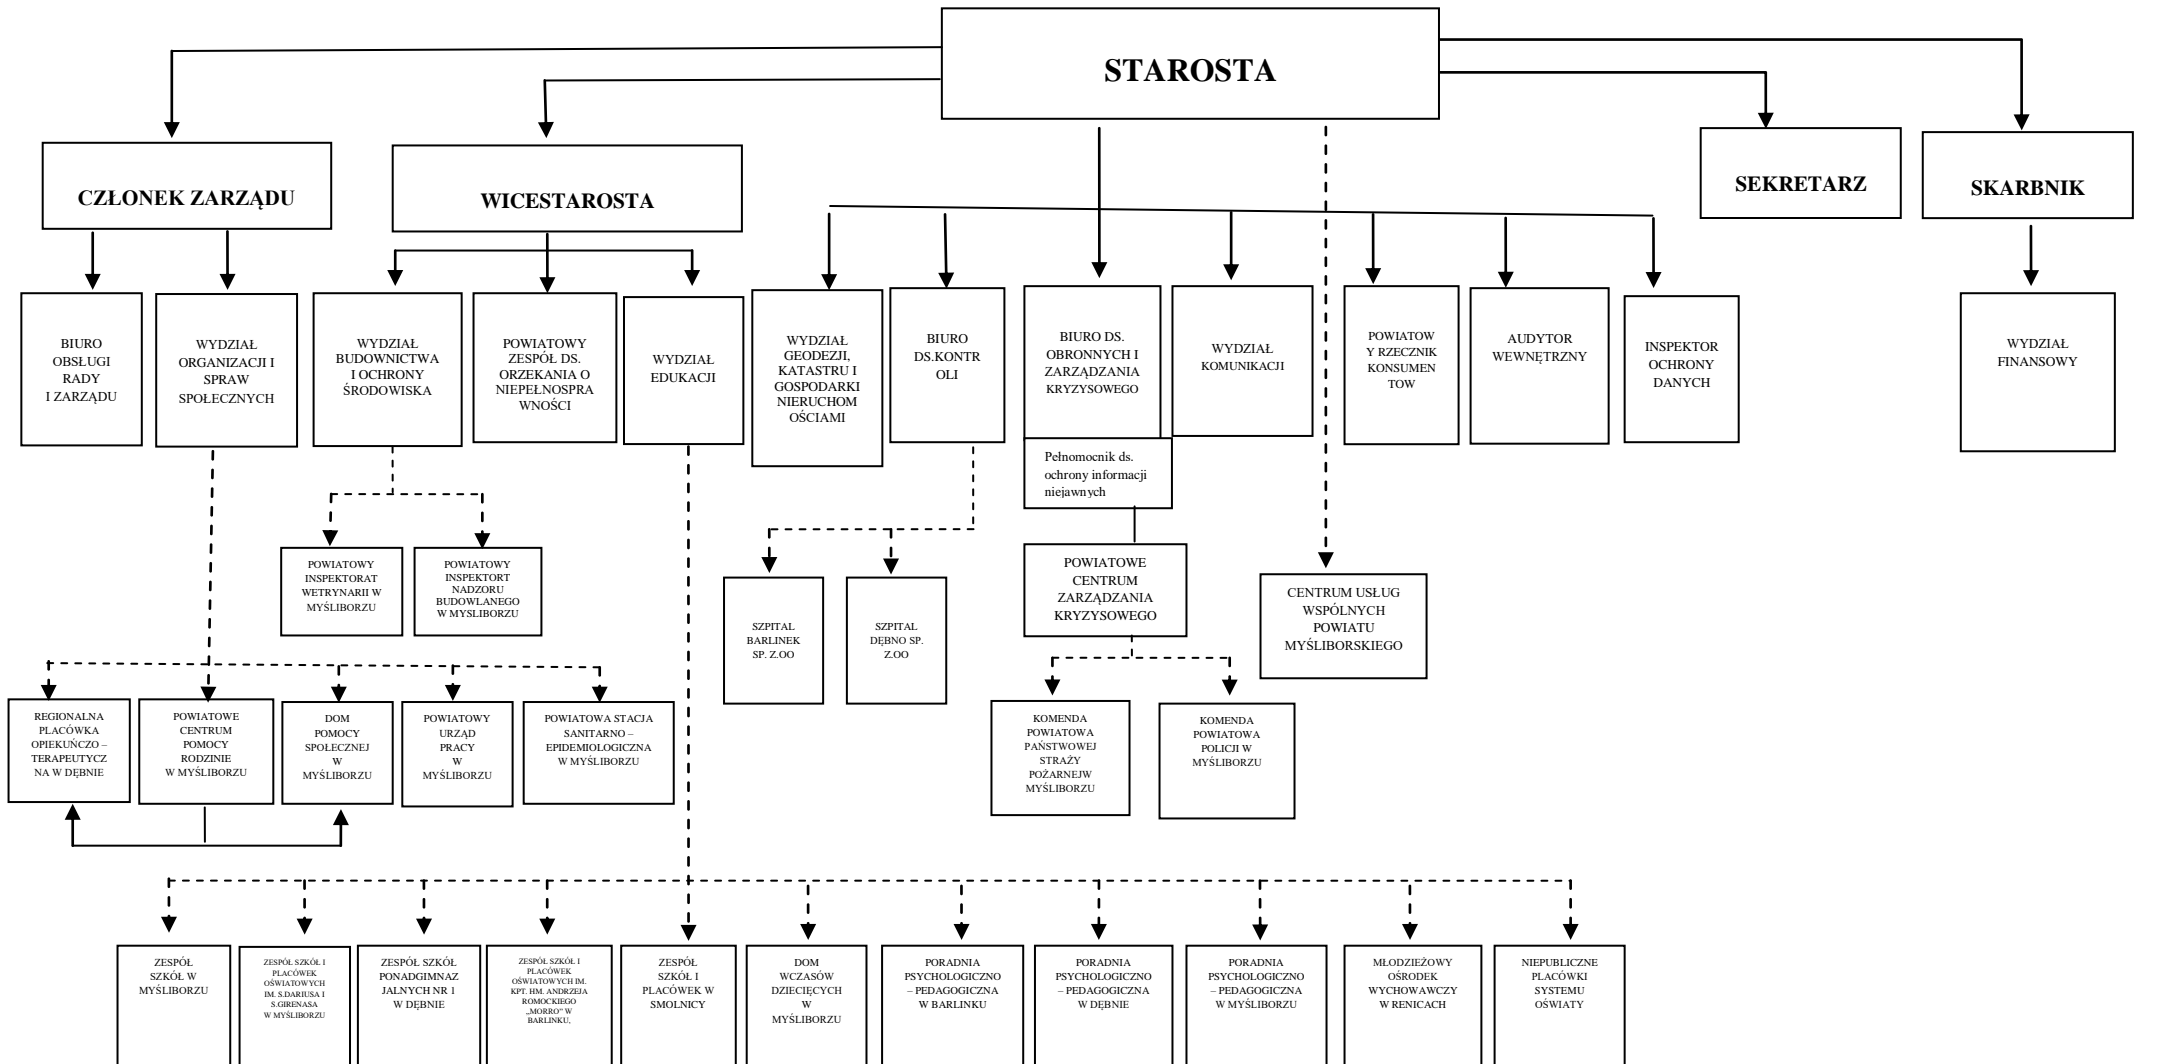 STAROSTA
CZŁONEK ZARZĄDU
WICESTAROSTA
SEKRETARZ
SKARBNIK
BIURO
OBSŁUGI
RADY
I ZARZĄDU
WYDZIAŁ
ORGANIZACJI I
SPRAW
SPOŁECZNYCH
WYDZIAŁ
BUDOWNICTWA
I OCHRONY
ŚRODOWISKA
POWIATOWY
ZESPÓŁ DS.
ORZEKANIA O
NIEPEŁNOSPRA
WNOŚCI
WYDZIAŁ
EDUKACJI
WYDZIAŁ
GEODEZJI,
KATASTRU I
GOSPODARKI
NIERUCHOM
OŚCIAMI
BIURO
DS.KONTR
OLI
BIURO DS.
OBRONNYCH I
ZARZĄDZANIA
KRYZYSOWEGO
WYDZIAŁ
KOMUNIKACJI
POWIATOW
Y RZECZNIK
KONSUMEN
TOW
AUDYTOR
WEWNĘTRZNY
INSPEKTOR
OCHRONY
DANYCH
WYDZIAŁ
FINANSOWY
Pełnomocnik ds.
ochrony informacji
niejawnych
POWIATOWY
INSPEKTORAT
WETRYNARII W
MYŚLIBORZU
POWIATOWY
INSPEKTORT
NADZORU
BUDOWLANEGO
W MYSLIBORZU
SZPITAL
BARLINEK
SP. Z.OO
SZPITAL
DĘBNO SP.
Z.OO
POWIATOWE
CENTRUM
ZARZĄDZANIA
KRYZYSOWEGO
CENTRUM USŁUG
WSPÓLNYCH
POWIATU
MYŚLIBORSKIEGO
REGIONALNA
PLACÓWKA
OPIEKUŃCZO –
TERAPEUTYCZ
NA W DĘBNIE
POWIATOWE
CENTRUM
POMOCY
RODZINIE
W MYŚLIBORZU
DOM
POMOCY
SPOŁECZNEJ
W
MYŚLIBORZU
POWIATOWY
URZĄD
PRACY
W
MYŚLIBORZU
POWIATOWA STACJA
SANITARNO –
EPIDEMIOLOGICZNA
W MYŚLIBORZU
KOMENDA
POWIATOWA
PAŃSTWOWEJ
STRAŻY
POŻARNEJW
MYŚLIBORZU
KOMENDA
POWIATOWA
POLICJI W
MYŚLIBORZU
ZESPÓŁ
SZKÓŁ W
MYŚLIBORZU
ZESPÓŁ SZKÓŁ I
PLACÓWEK
OŚWIATOWYCH
IM. S.DARIUSA I
S.GIRENASA
W MYŚLIBORZU
ZESPÓŁ SZKÓŁ
PONADGIMNAZ
JALNYCH NR 1
W DĘBNIE
ZESPÓŁ SZKÓŁ I
PLACÓWEK
OŚWIATOWYCH IM.
KPT. HM. ANDRZEJA
ROMOCKIEGO
„MORRO” W
BARLINKU,
ZESPÓŁ
SZKÓŁ I
PLACÓWEK W
SMOLNICY
DOM
WCZASÓW
DZIECIĘCYCH
W
MYŚLIBORZU
PORADNIA
PSYCHOLOGICZNO
– PEDAGOGICZNA
W BARLINKU
PORADNIA
PSYCHOLOGICZNO
– PEDAGOGICZNA
W DĘBNIE
PORADNIA
PSYCHOLOGICZNO
– PEDAGOGICZNA
W MYŚLIBORZU
MŁODZIEŻOWY
OŚRODEK
WYCHOWAWCZY
W RENICACH
NIEPUBLICZNE
PLACÓWKI
SYSTEMU
OŚWIATY